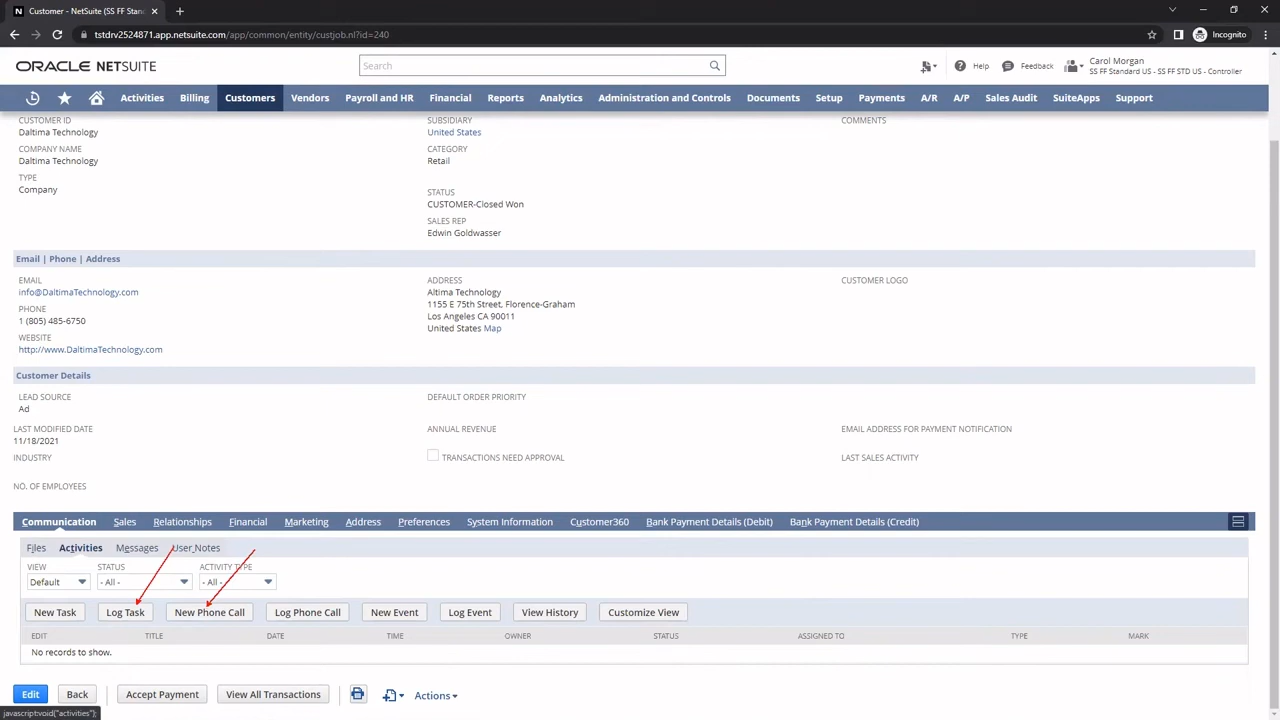 Customer - NetSuite (SS FF Stan
Incognito
tstdrv2524871.app.netsuite.com/app/common/entity/custjob.nl?id=240
ORACLE NETSUITE
Search
Help
Feedback
Carol Morgan
SS FF Standard US - SS FF STD US - Controller
Activities Billing Customers Vendors Payroll and HR Financial Reports Analytics Administration and Controls Documents Setup Payments A/R A/P Sales Audit SuiteApps Support
CUSTOMER ID
Daltima Technology
COMPANY NAME
Daltima Technology
TYPE
Company
SUBSIDIARY
United States
CATEGORY
Retail
STATUS
CUSTOMER-Closed Won
SALES REP
Edwin Goldwasser
COMMENTS
Email | Phone | Address
EMAIL
info@DaltimaTechnology.com
PHONE
1 (805) 485-6750
WEBSITE
http://www.DaltimaTechnology.com
ADDRESS
Altima Technology
1155 E 75th Street, Florence-Graham
Los Angeles CA 90011
United States Map
CUSTOMER LOGO
Customer Details
LEAD SOURCE
Ad
LAST MODIFIED DATE
11/18/2021
INDUSTRY
NO. OF EMPLOYEES
DEFAULT ORDER PRIORITY
ANNUAL REVENUE
TRANSACTIONS NEED APPROVAL
EMAIL ADDRESS FOR PAYMENT NOTIFICATION
LAST SALES ACTIVITY
Communication Sales Relationships Financial Marketing Address Preferences System Information Customer360 Bank Payment Details (Debit) Bank Payment Details (Credit)
Files Activities Messages User Notes
VIEW STATUS ACTIVITY TYPE
Default - All - - All -
New Task Log Task New Phone Call Log Phone Call New Event Log Event View History Customize View
EDIT TITLE DATE TIME OWNER STATUS ASSIGNED TO TYPE MARK
No records to show.
Edit Back Accept Payment View All Transactions Actions
javascript:void("activities");